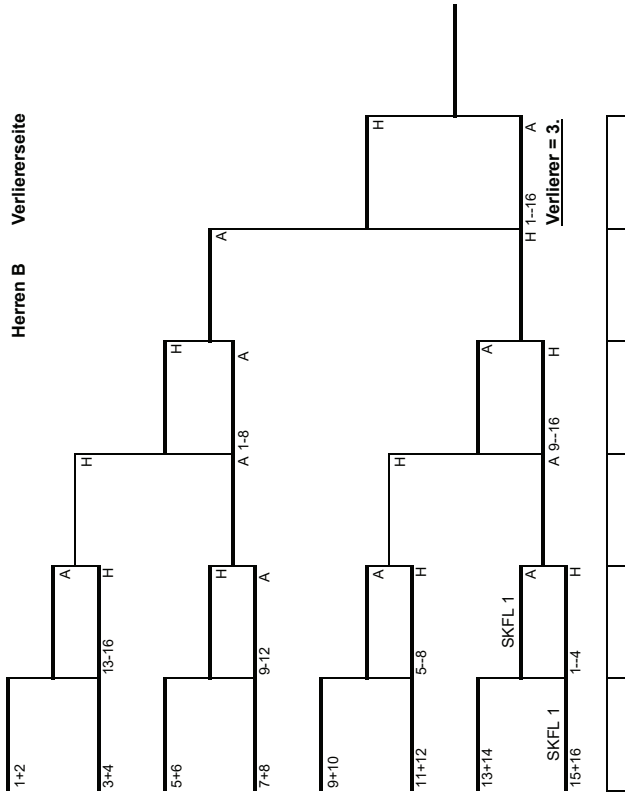 Herren B Verliererseite
1+2
A
H
13-16
3+4
H
H
A
5+6
H
A
9-12
7+8
A 1-8
A
H
9+10
A
H
5--8
11+12
H
A
13+14
SKFL 1
A
H
1--4
SKFL 1
15+16
A 9--16
H
H 1--16
A
Verlierer = 3.